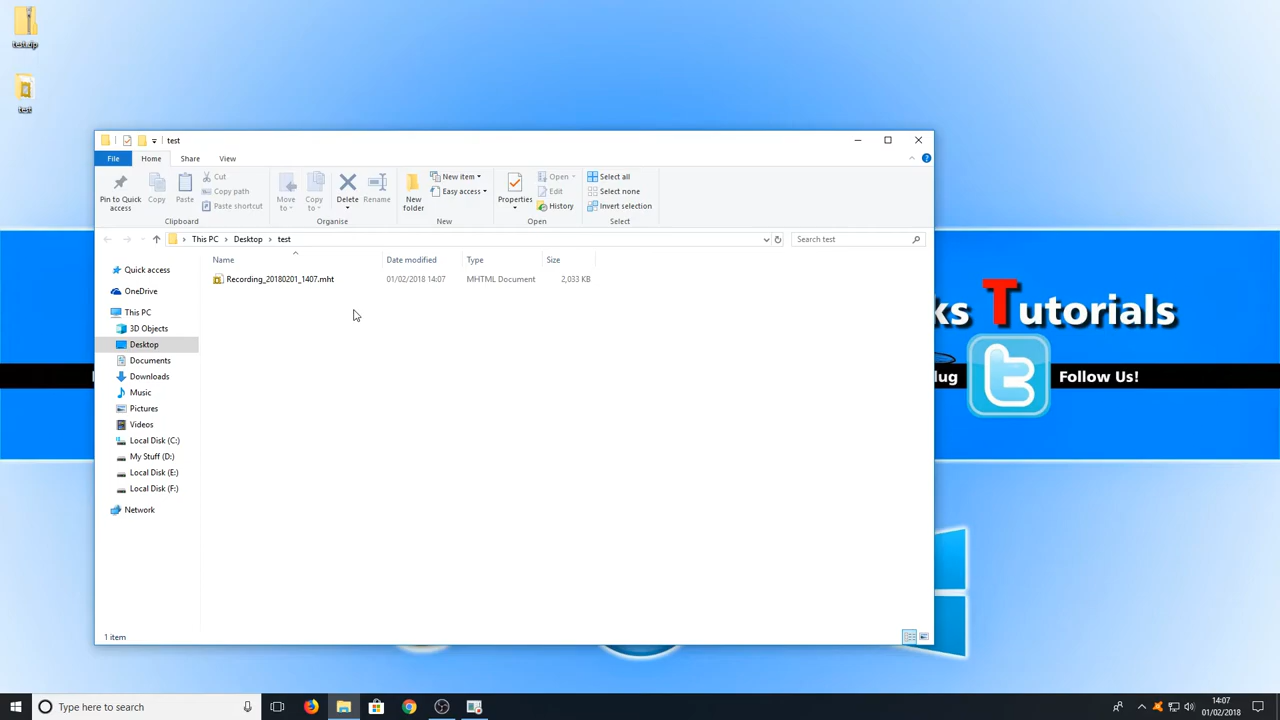 test.zip
test
test
File Home Share View
Pin to Quick access
Copy
Paste
Cut
Copy path
Paste shortcut
Clipboard
Move to
Copy to
Delete
Rename
Organise
New folder
New item
Easy access
New
Properties
Open
Edit
History
Open
Select all
Select none
Invert selection
Select
This PC > Desktop > test
Search test
Name Date modified Type Size
Recording_20180201_1407.mht 01/02/2018 14:07 MHTML Document 2,033 KB
Quick access
OneDrive
This PC
3D Objects
Desktop
Documents
Downloads
Music
Pictures
Videos
Local Disk (C:)
My Stuff (D:)
Local Disk (E:)
Local Disk (F:)
Network
1 item
ks Tutorials
lug
Follow Us!
Type here to search
14:07
01/02/2018